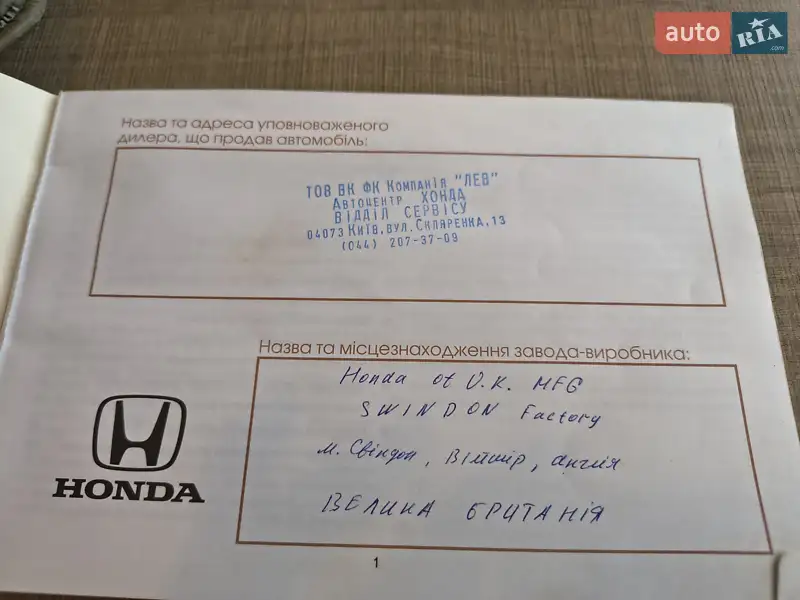 auto RIA.com
Назва та адреса уповноваженого
дилера, що продав автомобіль:
ТОВ ВК ФК Компанія "ЛЕВ"
Автоцентр ХОНДА
ВІДДІЛ СЕРВІСУ
04073 Київ, вул. Скляренка, 13
(044) 207-37-09
Назва та місцезнаходження завода-виробника:
Honda of U.K. MFG
SWINDON Factory
м. Свіндон, Вілтшір, Англія
ВЕЛИКА БРИТАНІЯ
HONDA
1